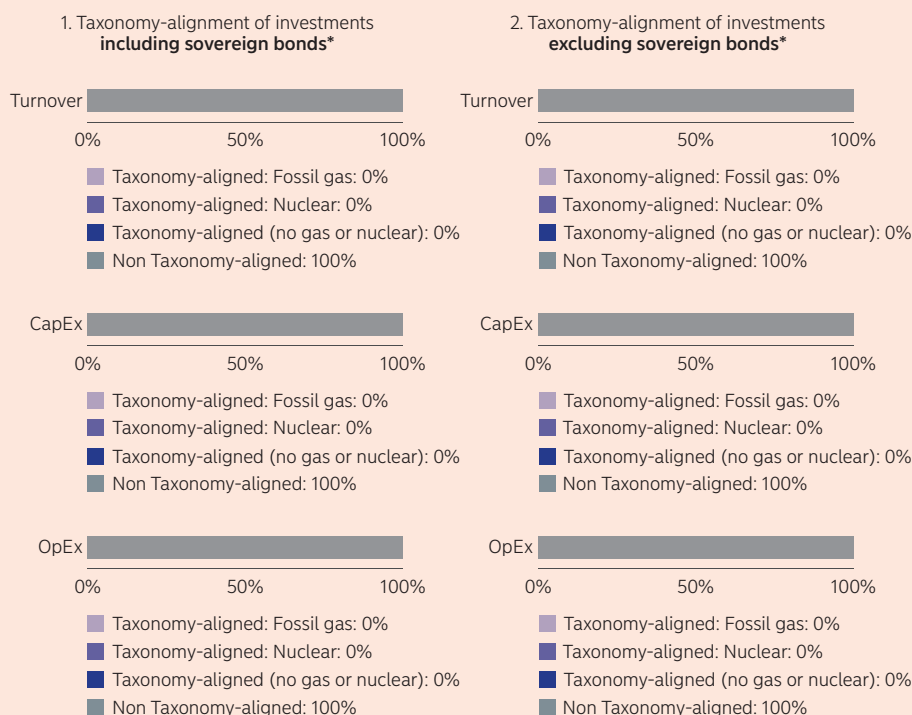 1. Taxonomy-alignment of investments
including sovereign bonds*
Turnover
0% 50% 100%
Taxonomy-aligned: Fossil gas: 0%
Taxonomy-aligned: Nuclear: 0%
Taxonomy-aligned (no gas or nuclear): 0%
Non Taxonomy-aligned: 100%
CapEx
0% 50% 100%
Taxonomy-aligned: Fossil gas: 0%
Taxonomy-aligned: Nuclear: 0%
Taxonomy-aligned (no gas or nuclear): 0%
Non Taxonomy-aligned: 100%
OpEx
0% 50% 100%
Taxonomy-aligned: Fossil gas: 0%
Taxonomy-aligned: Nuclear: 0%
Taxonomy-aligned (no gas or nuclear): 0%
Non Taxonomy-aligned: 100%
2. Taxonomy-alignment of investments
excluding sovereign bonds*
Turnover
0% 50% 100%
Taxonomy-aligned: Fossil gas: 0%
Taxonomy-aligned: Nuclear: 0%
Taxonomy-aligned (no gas or nuclear): 0%
Non Taxonomy-aligned: 100%
CapEx
0% 50% 100%
Taxonomy-aligned: Fossil gas: 0%
Taxonomy-aligned: Nuclear: 0%
Taxonomy-aligned (no gas or nuclear): 0%
Non Taxonomy-aligned: 100%
OpEx
0% 50% 100%
Taxonomy-aligned: Fossil gas: 0%
Taxonomy-aligned: Nuclear: 0%
Taxonomy-aligned (no gas or nuclear): 0%
Non Taxonomy-aligned: 100%